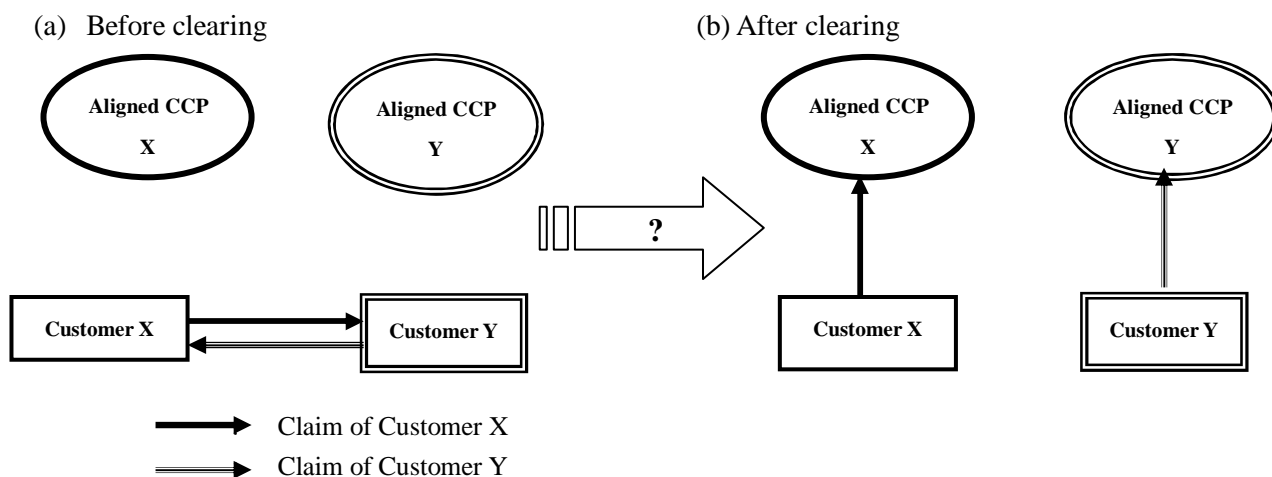 (a) Before clearing
(b) After clearing
Aligned CCP
X
Aligned CCP
Y
Aligned CCP
X
Aligned CCP
Y
?
Customer X
Customer Y
Customer X
Customer Y
Claim of Customer X
Claim of Customer Y